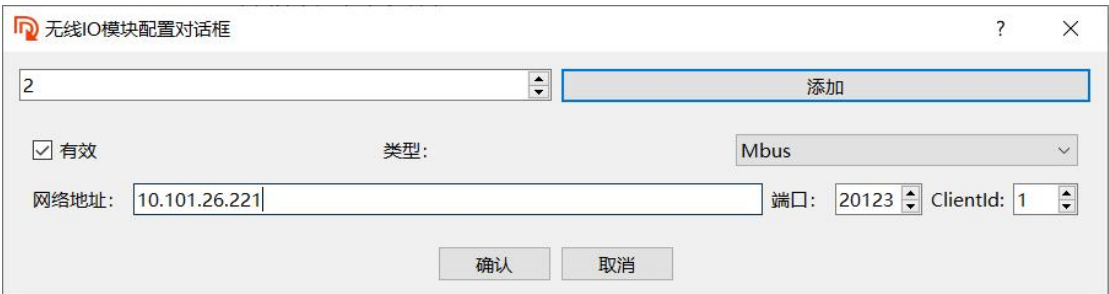 无线IO模块配置对话框 ?
2 添加
有效 类型: Mbus
网络地址: 10.101.26.221 端口: 20123 ClientId: 1
确认 取消